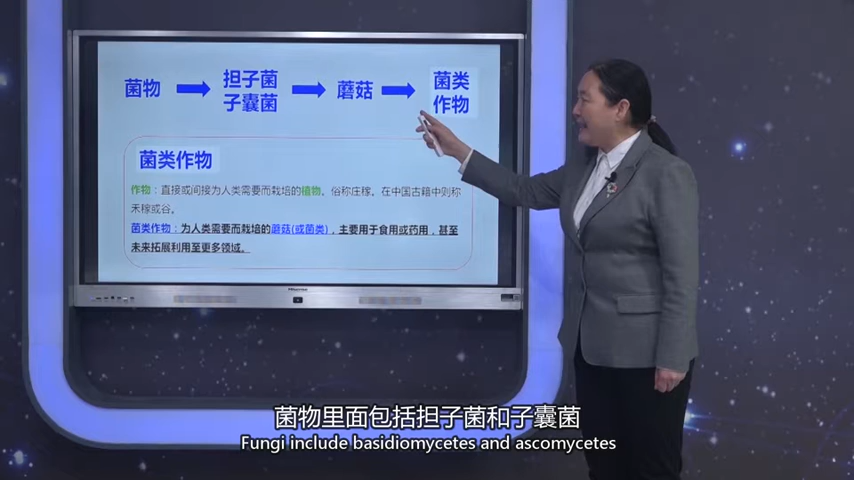 菌物
担子菌
子囊菌
蘑菇
菌类
作物
菌类作物
作物：直接或间接为人类需要而栽培的植物。俗称庄稼。在中国古籍中则称
禾稼或谷。
菌类作物：为人类需要而栽培的蘑菇(或菌类)，主要用于食用或药用，甚至
未来拓展利用至更多领域。
Hisense
菌物里面包括担子菌和子囊菌
Fungi include basidiomycetes and ascomycetes